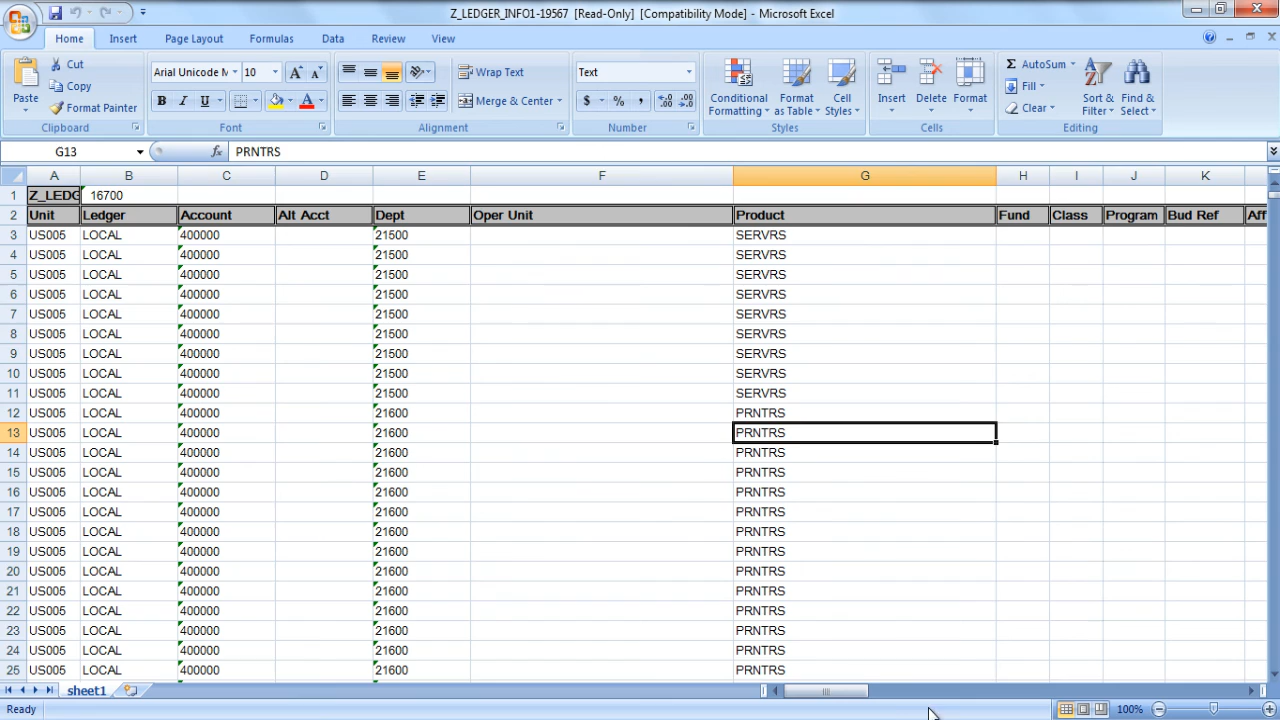 Z_LEDGER_INFO1-19567 [Read-Only] [Compatibility Mode] - Microsoft Excel
Home Insert Page Layout Formulas Data Review View
Paste Cut Copy Format Painter Clipboard
Arial Unicode M 10 B I U A Font
Wrap Text Merge & Center Alignment
Text $ % , Number
Conditional Formatting Format as Table Cell Styles Styles
Insert Delete Format Cells
Σ AutoSum Fill Clear Sort & Filter Find & Select Editing
G13 fx PRNTRS
A B C D E F G H I J K
1 Z_LEDG 16700
2 Unit Ledger Account Alt Acct Dept Oper Unit Product Fund Class Program Bud Ref Aff
3 US005 LOCAL 400000 21500 SERVRS
4 US005 LOCAL 400000 21500 SERVRS
5 US005 LOCAL 400000 21500 SERVRS
6 US005 LOCAL 400000 21500 SERVRS
7 US005 LOCAL 400000 21500 SERVRS
8 US005 LOCAL 400000 21500 SERVRS
9 US005 LOCAL 400000 21500 SERVRS
10 US005 LOCAL 400000 21500 SERVRS
11 US005 LOCAL 400000 21500 SERVRS
12 US005 LOCAL 400000 21600 PRNTRS
13 US005 LOCAL 400000 21600 PRNTRS
14 US005 LOCAL 400000 21600 PRNTRS
15 US005 LOCAL 400000 21600 PRNTRS
16 US005 LOCAL 400000 21600 PRNTRS
17 US005 LOCAL 400000 21600 PRNTRS
18 US005 LOCAL 400000 21600 PRNTRS
19 US005 LOCAL 400000 21600 PRNTRS
20 US005 LOCAL 400000 21600 PRNTRS
21 US005 LOCAL 400000 21600 PRNTRS
22 US005 LOCAL 400000 21600 PRNTRS
23 US005 LOCAL 400000 21600 PRNTRS
24 US005 LOCAL 400000 21600 PRNTRS
25 US005 LOCAL 400000 21600 PRNTRS
sheet1
Ready 100%